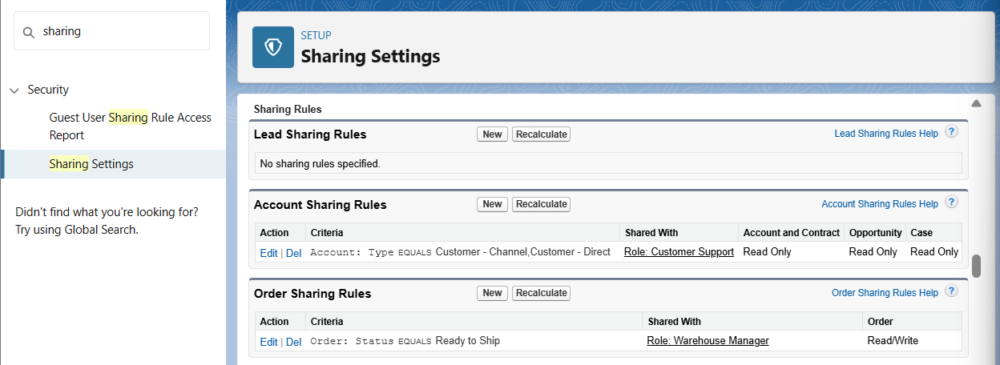 sharing
Security
Guest User Sharing Rule Access
Report
Sharing Settings
Didn't find what you're looking for?
Try using Global Search.
SETUP
Sharing Settings
Sharing Rules
Lead Sharing Rules New Recalculate Lead Sharing Rules Help ?
No sharing rules specified.
Account Sharing Rules New Recalculate Account Sharing Rules Help ?
Action Criteria Shared With Account and Contract Opportunity Case
Edit | Del Account: Type EQUALS Customer - Channel,Customer - Direct Role: Customer Support Read Only Read Only Read Only
Order Sharing Rules New Recalculate Order Sharing Rules Help ?
Action Criteria Shared With Order
Edit | Del Order: Status EQUALS Ready to Ship Role: Warehouse Manager Read/Write